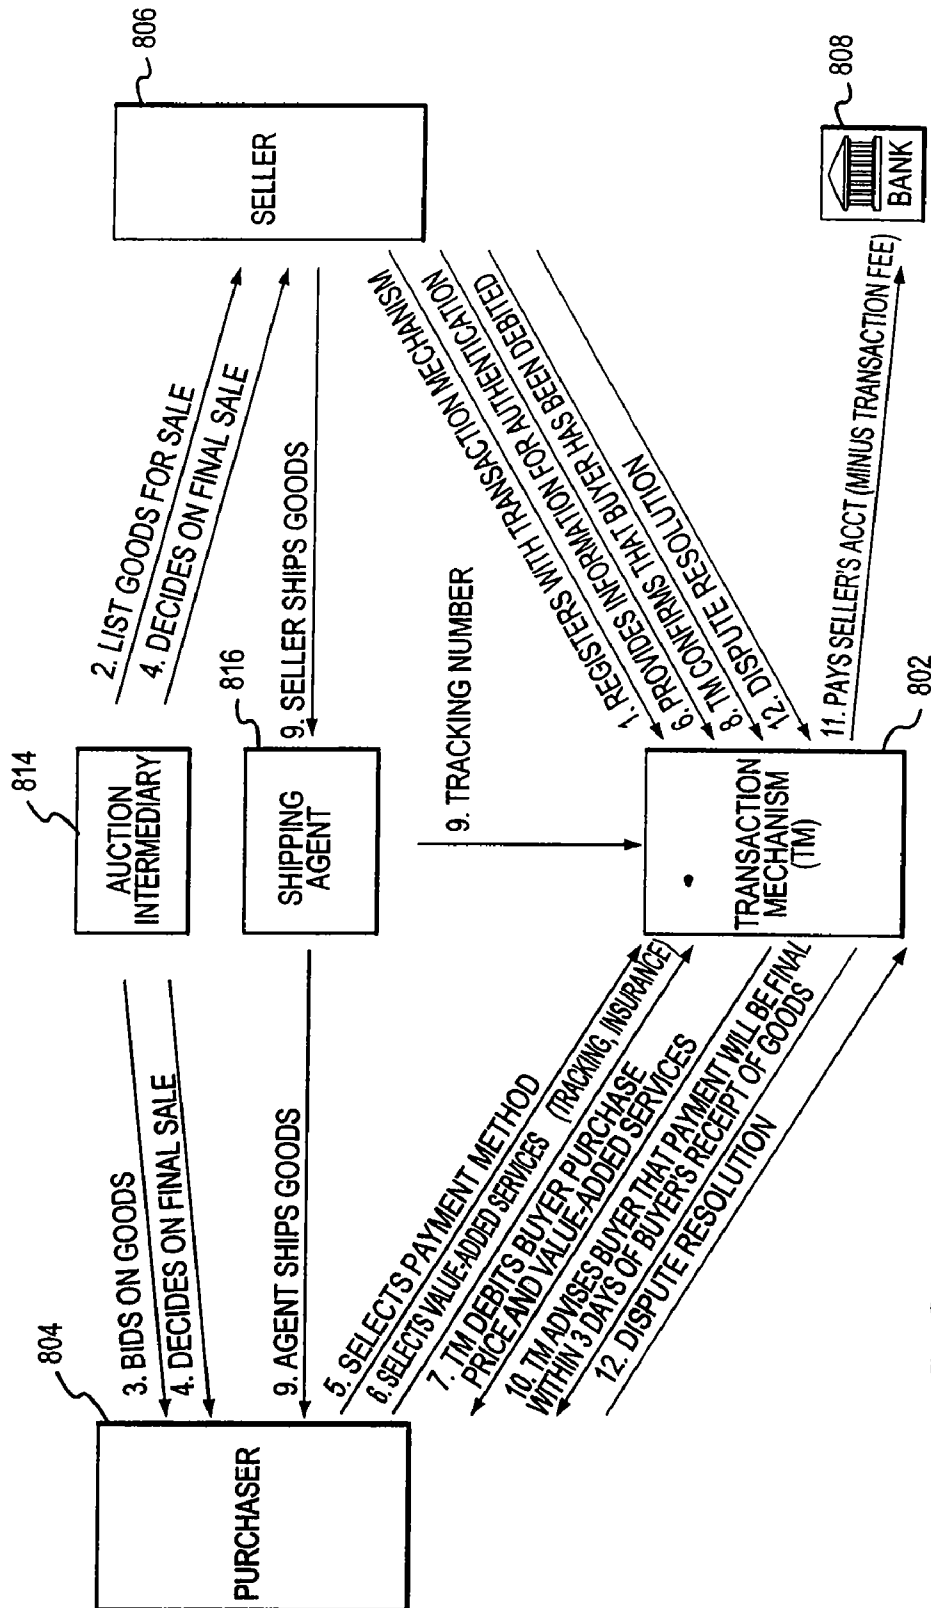 804
PURCHASER
814
AUCTION
INTERMEDIARY
806
SELLER
3. BIDS ON GOODS
4. DECIDES ON FINAL SALE
2. LIST GOODS FOR SALE
4. DECIDES ON FINAL SALE
816
SHIPPING
AGENT
9. AGENT SHIPS GOODS
9. SELLER SHIPS GOODS
9. TRACKING NUMBER
5. SELECTS PAYMENT METHOD
6. SELECTS VALUE-ADDED SERVICES (TRACKING, INSURANCE)
7. TM DEBITS BUYER PURCHASE
PRICE AND VALUE-ADDED SERVICES
10. TM ADVISES BUYER THAT PAYMENT WILL BE FINAL
WITHIN 3 DAYS OF BUYER'S RECEIPT OF GOODS
12. DISPUTE RESOLUTION
1. REGISTERS WITH TRANSACTION MECHANISM
6. PROVIDES INFORMATION FOR AUTHENTICATION
8. TM CONFIRMS THAT BUYER HAS BEEN DEBITED
12. DISPUTE RESOLUTION
TRANSACTION
MECHANISM
(TM)
802
11. PAYS SELLER'S ACCT (MINUS TRANSACTION FEE)
808
BANK